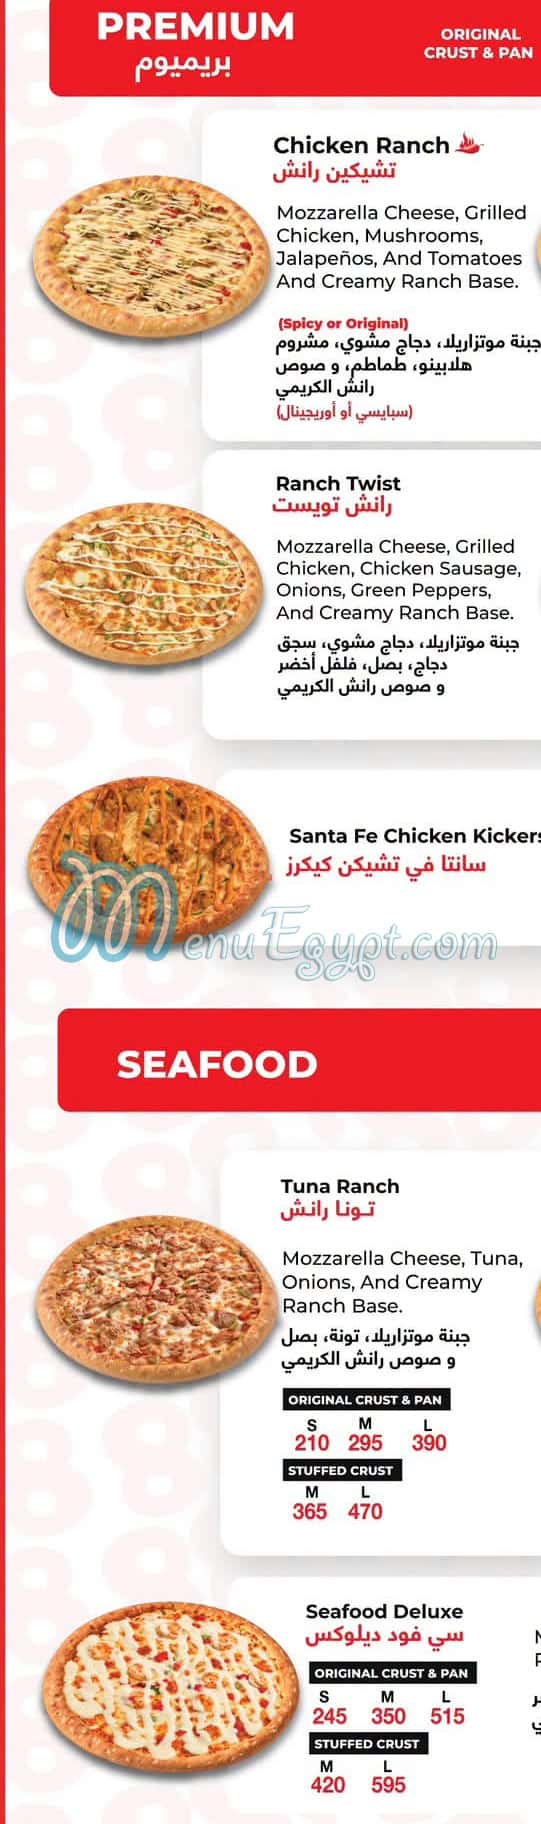 PREMIUM
بريميوم
ORIGINAL
CRUST & PAN
Chicken Ranch
تشيكين رانش
Mozzarella Cheese, Grilled
Chicken, Mushrooms,
Jalapeños, And Tomatoes
And Creamy Ranch Base.
(Spicy or Original)
جبنة موتزاريلا، دجاج مشوي، مشروم
هلابينو، طماطم، و صوص
رانش الكريمي
(سبايسي أو أوريجينال)
Ranch Twist
رانش تويست
Mozzarella Cheese, Grilled
Chicken, Chicken Sausage,
Onions, Green Peppers,
And Creamy Ranch Base.
جبنة موتزاريلا، دجاج مشوي، سجق
دجاج، بصل، فلفل أخضر
و صوص رانش الكريمي
Santa Fe Chicken Kickers
سانتا في تشيكن كيكرز
MenuEgypt.com
SEAFOOD
Tuna Ranch
تونا رانش
Mozzarella Cheese, Tuna,
Onions, And Creamy
Ranch Base.
جبنة موتزاريلا، تونة، بصل
و صوص رانش الكريمي
ORIGINAL CRUST & PAN
S M L
210 295 390
STUFFED CRUST
M L
365 470
Seafood Deluxe
سي فود ديلوكس
ORIGINAL CRUST & PAN
S M L
245 350 515
STUFFED CRUST
M L
420 595